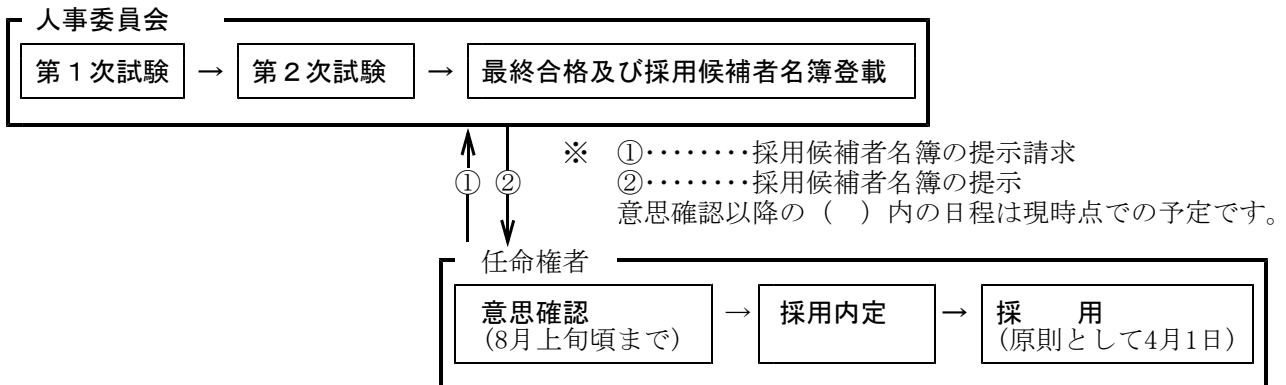 人事委員会
第1次試験 → 第2次試験 → 最終合格及び採用候補者名簿登載
※ ①････････採用候補者名簿の提示請求
① ② ②････････採用候補者名簿の提示
意思確認以降の（　）内の日程は現時点での予定です。
任命権者
意思確認 → 採用内定 → 採　用
(8月上旬頃まで) (原則として4月1日)